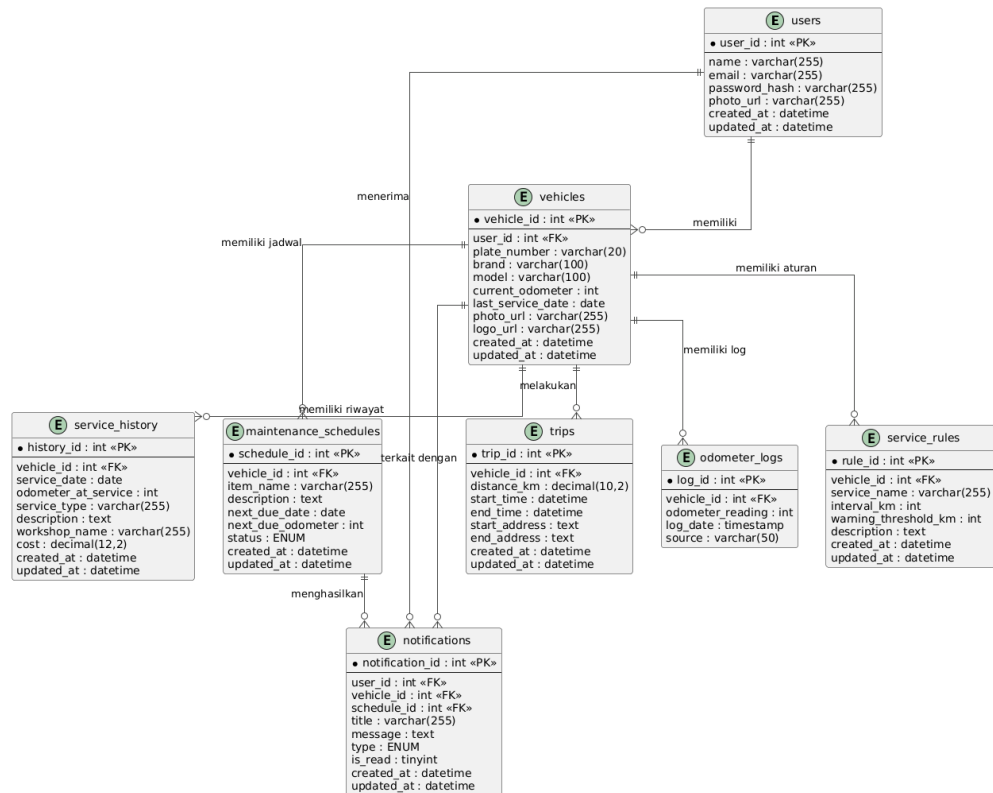 E users
* user_id : int «PK»
name : varchar(255)
email : varchar(255)
password_hash : varchar(255)
photo_url : varchar(255)
created_at : datetime
updated_at : datetime
menerima
memiliki
E vehicles
* vehicle_id : int «PK»
user_id : int «FK»
plate_number : varchar(20)
brand : varchar(100)
model : varchar(100)
current_odometer : int
last_service_date : date
photo_url : varchar(255)
logo_url : varchar(255)
created_at : datetime
updated_at : datetime
memiliki jadwal
memiliki aturan
memiliki log
melakukan
memiliki riwayat
terkait dengan
E service_history
* history_id : int «PK»
vehicle_id : int «FK»
service_date : date
odometer_at_service : int
service_type : varchar(255)
description : text
workshop_name : varchar(255)
cost : decimal(12,2)
created_at : datetime
updated_at : datetime
E maintenance_schedules
* schedule_id : int «PK»
vehicle_id : int «FK»
item_name : varchar(255)
description : text
next_due_date : date
next_due_odometer : int
status : ENUM
created_at : datetime
updated_at : datetime
E trips
* trip_id : int «PK»
vehicle_id : int «FK»
distance_km : decimal(10,2)
start_time : datetime
end_time : datetime
start_address : text
end_address : text
created_at : datetime
updated_at : datetime
E odometer_logs
* log_id : int «PK»
vehicle_id : int «FK»
odometer_reading : int
log_date : timestamp
source : varchar(50)
E service_rules
* rule_id : int «PK»
vehicle_id : int «FK»
service_name : varchar(255)
interval_km : int
warning_threshold_km : int
description : text
created_at : datetime
updated_at : datetime
menghasilkan
E notifications
* notification_id : int «PK»
user_id : int «FK»
vehicle_id : int «FK»
schedule_id : int «FK»
title : varchar(255)
message : text
type : ENUM
is_read : tinyint
created_at : datetime
updated_at : datetime